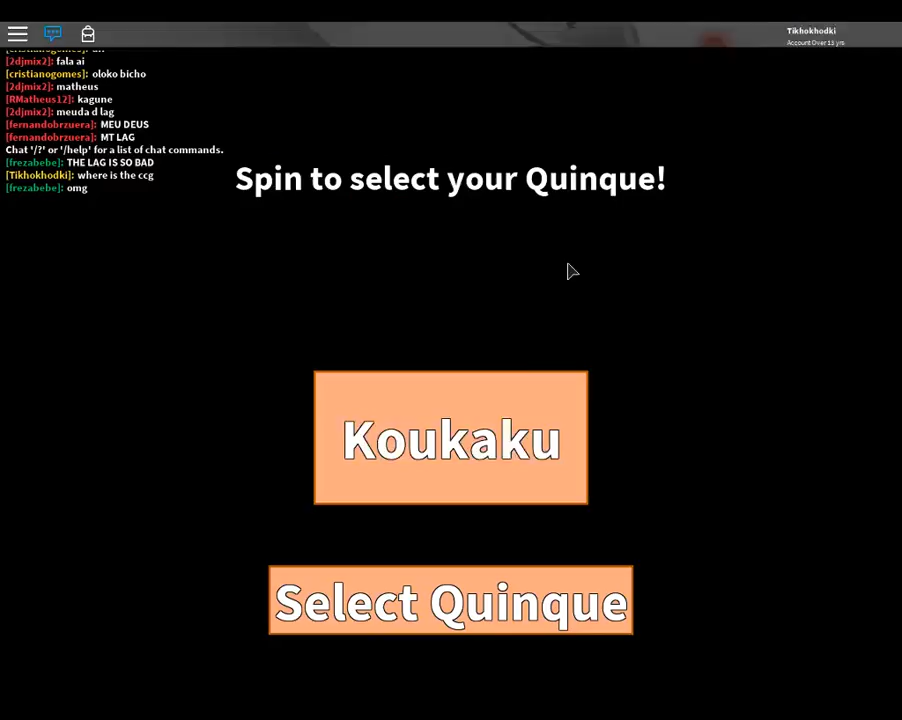 Tikhokhodki
Account Over 13 yrs
[cristianogomes]:
[2djmix2]: fala ai
[cristianogomes]: oloko bicho
[2djmix2]: matheus
[RMatheus12]: kagune
[2djmix2]: meuda d lag
[fernandobrzuera]: MEU DEUS
[fernandobrzuera]: MT LAG
Chat '/?' or '/help' for a list of chat commands.
[frezabebe]: THE LAG IS SO BAD
[Tikhokhodki]: where is the ccg
[frezabebe]: omg
Spin to select your Quinque!
Koukaku
Select Quinque